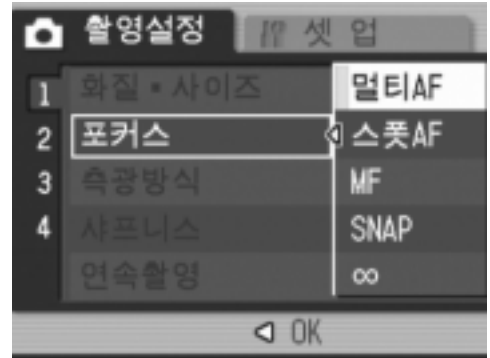 촬영설정 셋 업
1 화질▪사이즈 멀티AF
2 포커스 스폿AF
3 측광방식 MF
4 샤프니스 SNAP
연속촬영 ∞
OK